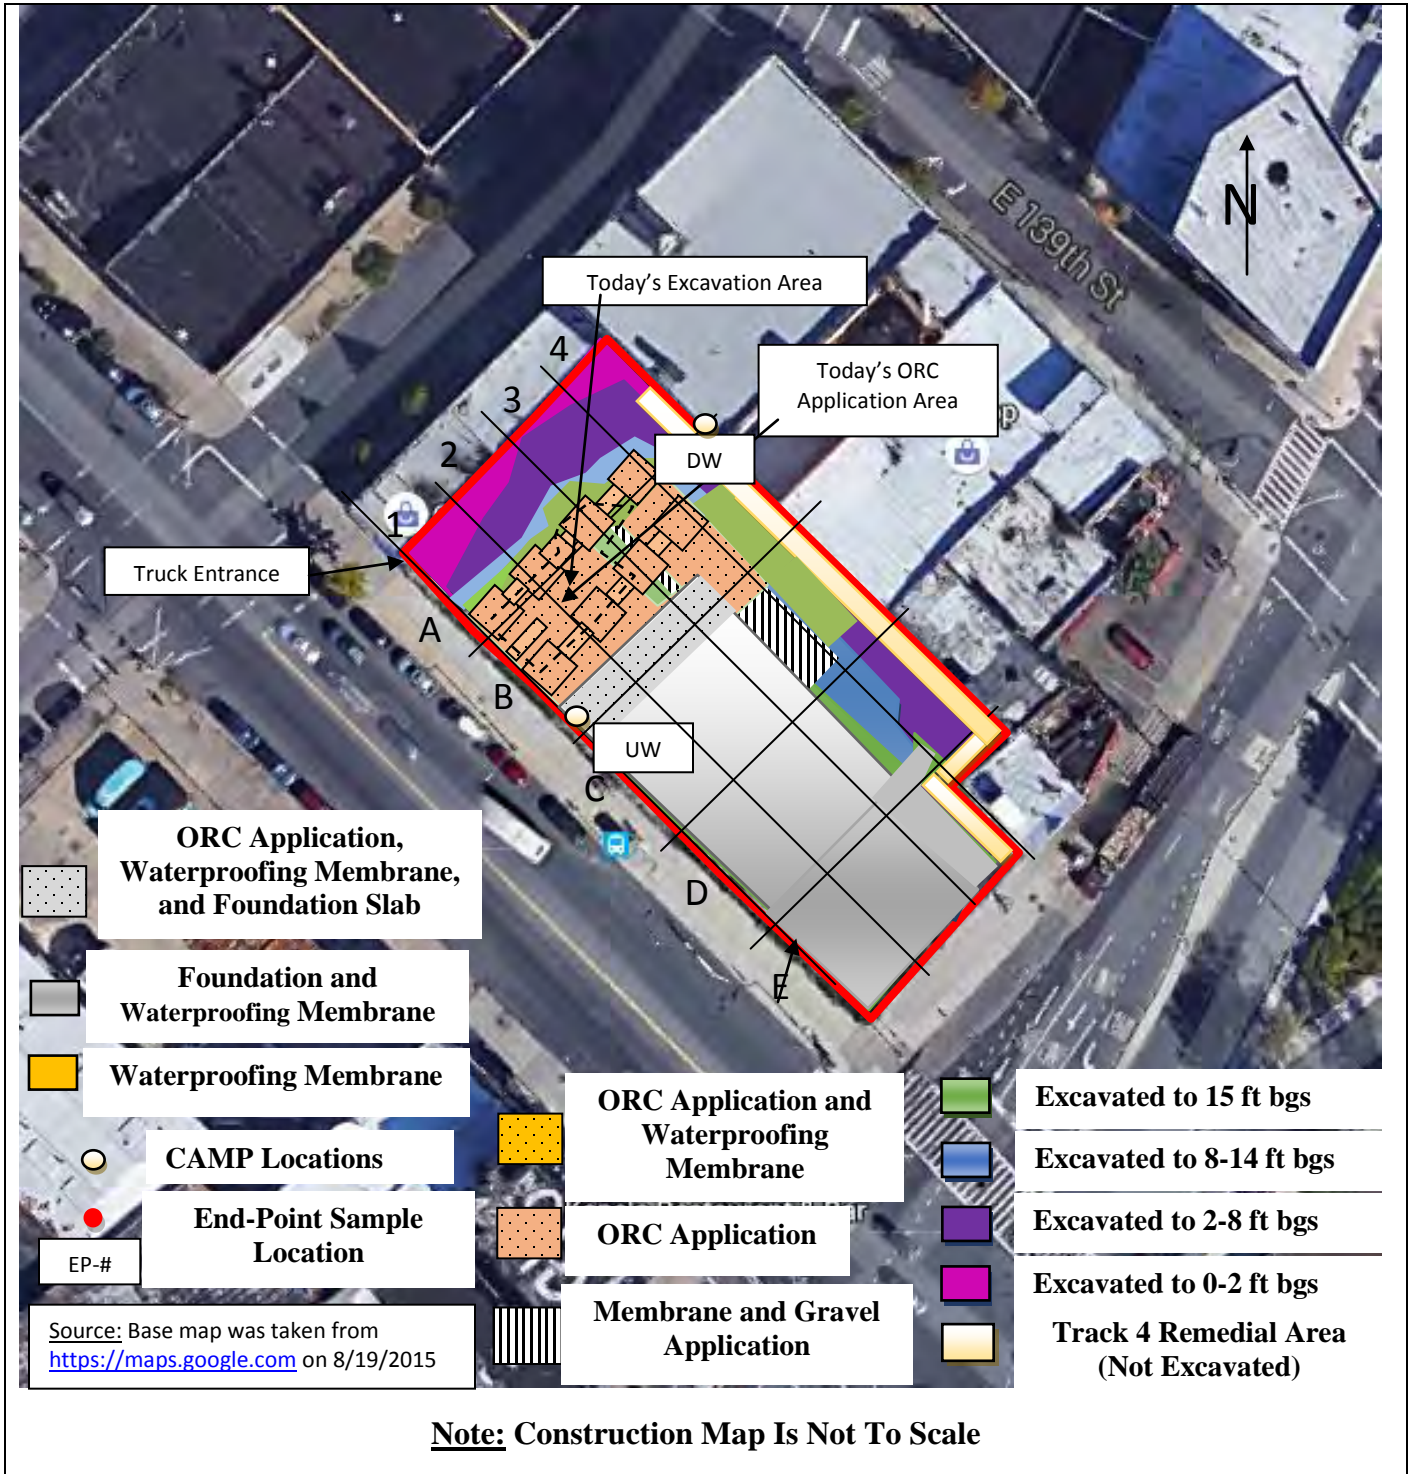 E 139th St
N
Today's Excavation Area
Today's ORC
Application Area
p
4
3
2
1
DW
Truck Entrance
A
B
UW
C
D
E
ORC Application,
Waterproofing Membrane,
and Foundation Slab
Foundation and
Waterproofing Membrane
Waterproofing Membrane
CAMP Locations
End-Point Sample
Location
EP-#
Source: Base map was taken from
https://maps.google.com on 8/19/2015
ORC Application and
Waterproofing
Membrane
ORC Application
er
Membrane and Gravel
Application
Excavated to 15 ft bgs
Excavated to 8-14 ft bgs
Excavated to 2-8 ft bgs
Excavated to 0-2 ft bgs
Track 4 Remedial Area
(Not Excavated)
Note: Construction Map Is Not To Scale